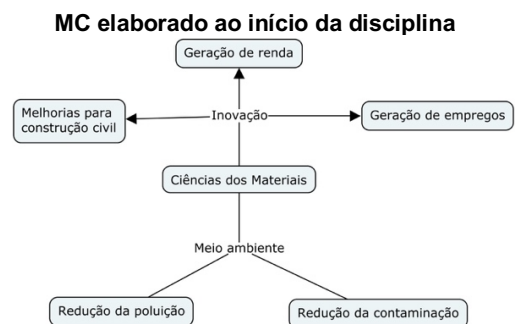 MC elaborado ao início da disciplina
Geração de renda
Melhorias para
construção civil
Inovação
Geração de empregos
Ciências dos Materiais
Meio ambiente
Redução da poluição
Redução da contaminação